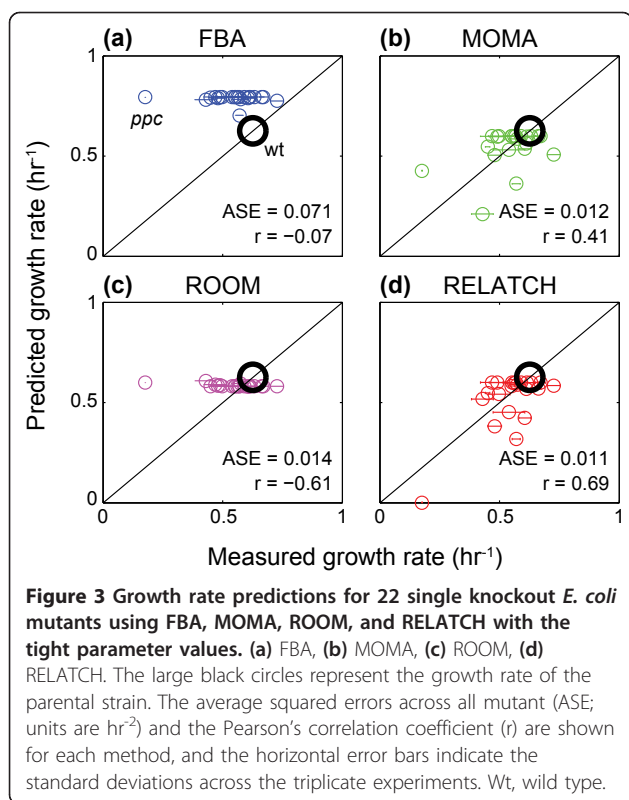 (a) FBA
(b) MOMA
1
0.5
0
ppc
wt
ASE = 0.071
r = −0.07
ASE = 0.012
r = 0.41
(c) ROOM
(d) RELATCH
1
0.5
0
0 0.5 1
0 0.5 1
ASE = 0.014
r = −0.61
ASE = 0.011
r = 0.69
Predicted growth rate (hr⁻¹)
Measured growth rate (hr⁻¹)
Figure 3 Growth rate predictions for 22 single knockout E. coli
mutants using FBA, MOMA, ROOM, and RELATCH with the
tight parameter values. (a) FBA, (b) MOMA, (c) ROOM, (d)
RELATCH. The large black circles represent the growth rate of the
parental strain. The average squared errors across all mutant (ASE;
units are hr⁻²) and the Pearson's correlation coefficient (r) are shown
for each method, and the horizontal error bars indicate the
standard deviations across the triplicate experiments. Wt, wild type.